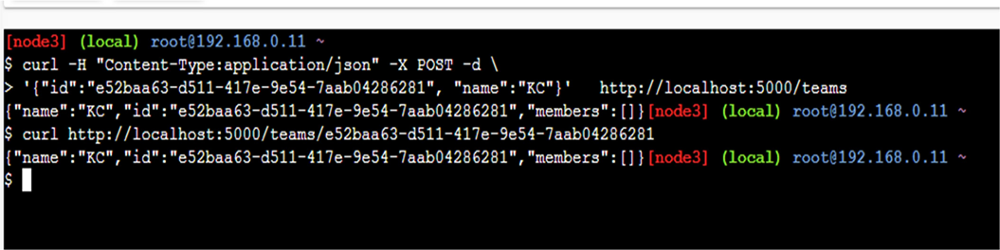 [node3] (local) root@192.168.0.11 ~
$ curl -H "Content-Type:application/json" -X POST -d \
> '{"id":"e52baa63-d511-417e-9e54-7aab04286281", "name":"KC"}'   http://localhost:5000/teams
{"name":"KC","id":"e52baa63-d511-417e-9e54-7aab04286281","members":[]}[node3] (local) root@192.168.0.11 ~
$ curl http://localhost:5000/teams/e52baa63-d511-417e-9e54-7aab04286281
{"name":"KC","id":"e52baa63-d511-417e-9e54-7aab04286281","members":[]}[node3] (local) root@192.168.0.11 ~
$